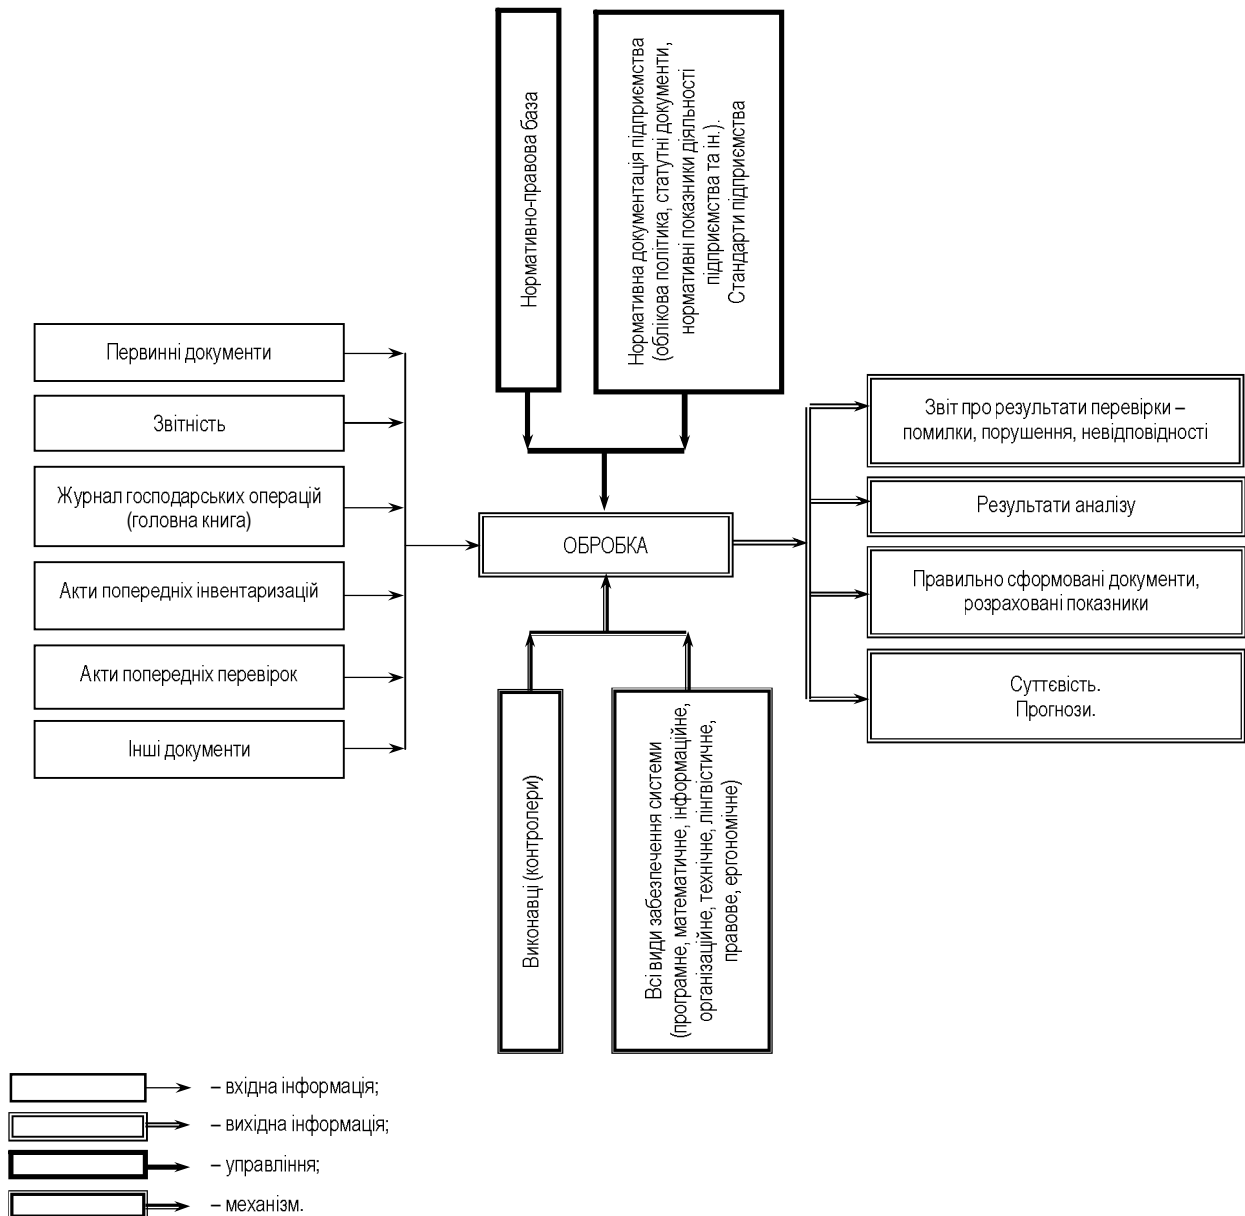 Нормативно-правова база
Нормативна документація підприємства
(облікова політика, статутні документи,
нормативні показники діяльності
підприємства та ін.).
Стандарти підприємства
Первинні документи
Звітність
Журнал господарських операцій
(головна книга)
Акти попередніх інвентаризацій
Акти попередніх перевірок
Інші документи
ОБРОБКА
Звіт про результати перевірки –
помилки, порушення, невідповідності
Результати аналізу
Правильно сформовані документи,
розраховані показники
Суттєвість.
Прогнози.
Виконавці (контролери)
Всі види забезпечення системи
(програмне, математичне, інформаційне,
організаційне, технічне, лінгвістичне,
правове, ергономічне)
– вхідна інформація;
– вихідна інформація;
– управління;
– механізм.